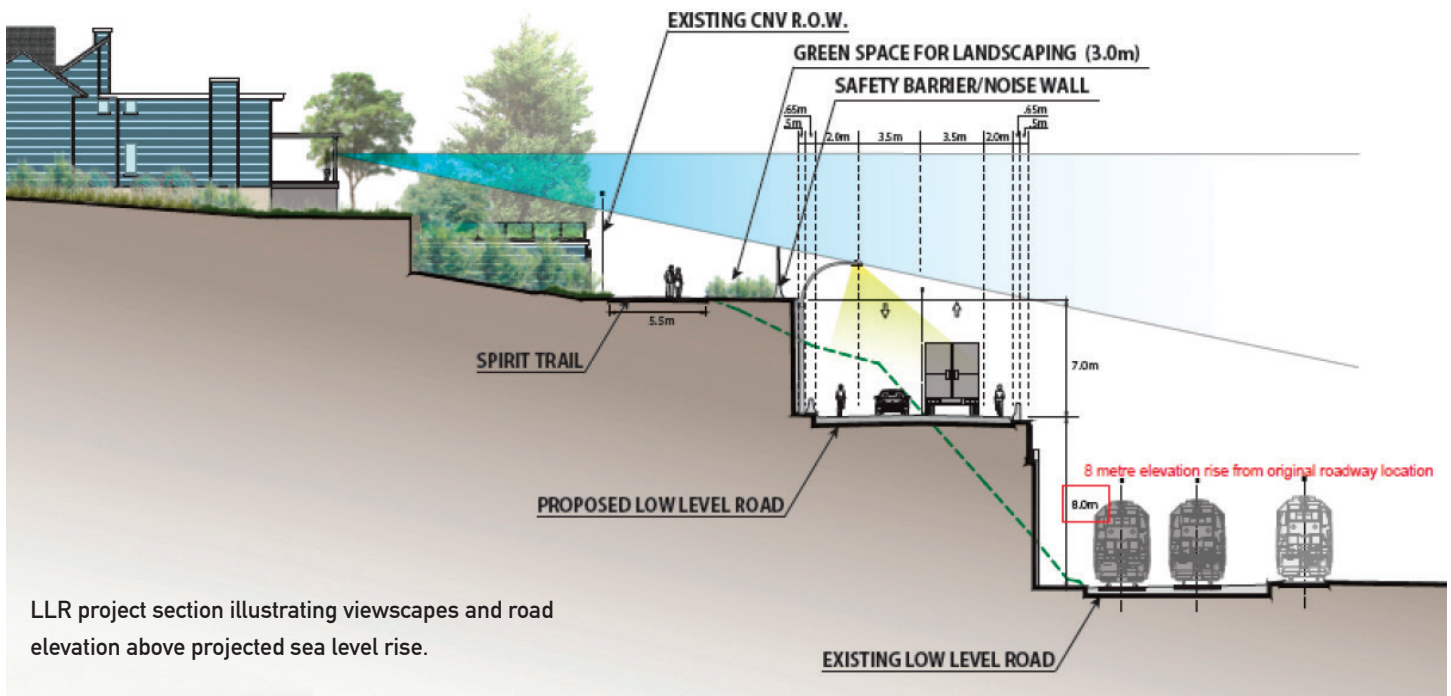 EXISTING CNV R.O.W.
GREEN SPACE FOR LANDSCAPING (3.0m)
SAFETY BARRIER/NOISE WALL
.65m
.5m
2.0m
3.5m
3.5m
2.0m
.65m
.5m
5.5m
SPIRIT TRAIL
7.0m
8 metre elevation rise from original roadway location
8.0m
PROPOSED LOW LEVEL ROAD
LLR project section illustrating viewscapes and road
elevation above projected sea level rise.
EXISTING LOW LEVEL ROAD